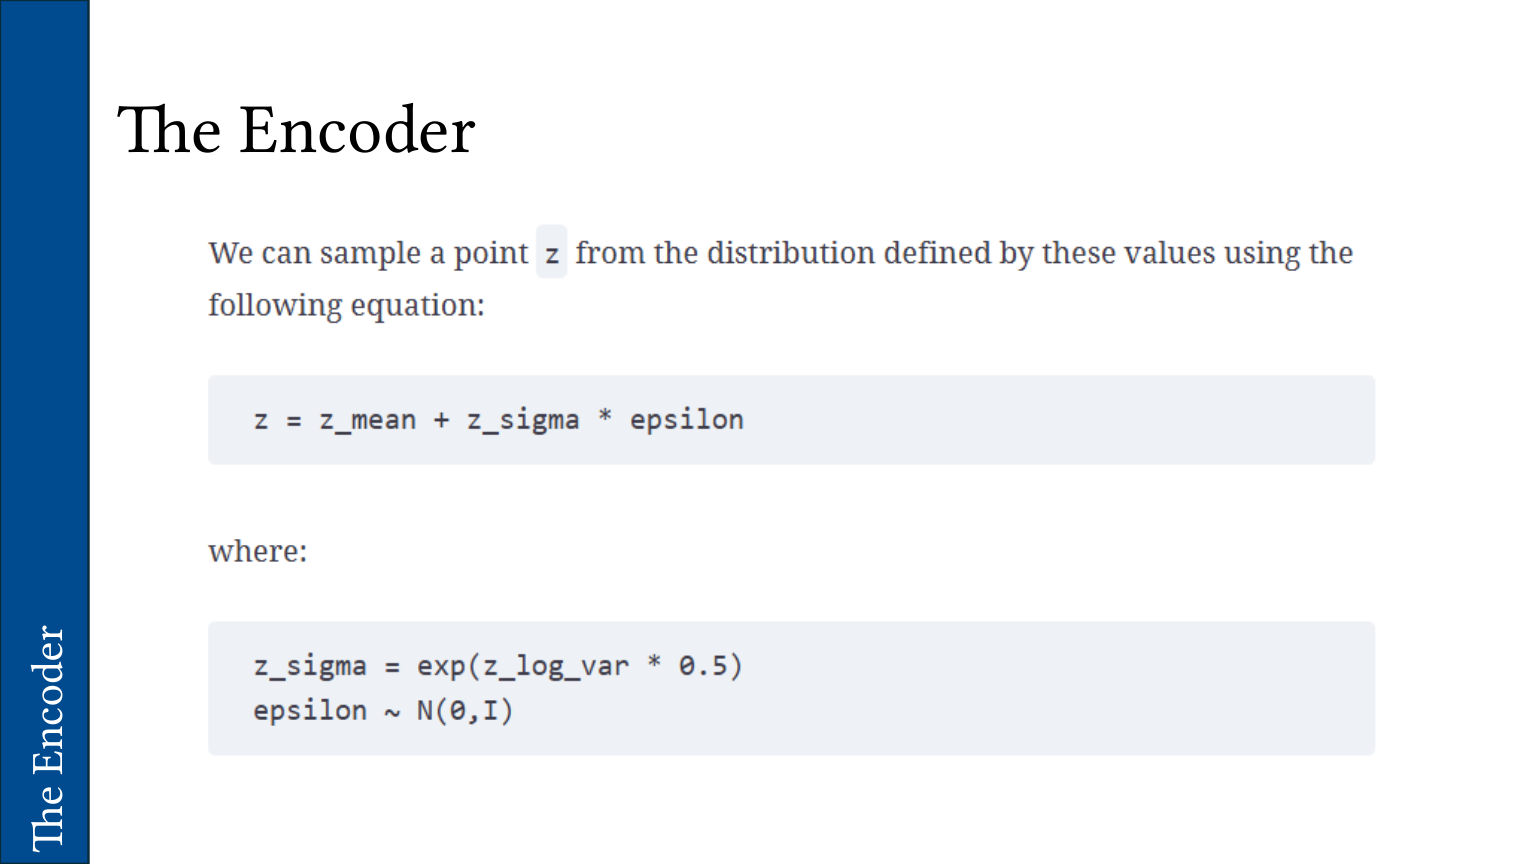 The Encoder
We can sample a point z from the distribution defined by these values using the
following equation:
z = z_mean + z_sigma * epsilon
where:
z_sigma = exp(z_log_var * 0.5)
epsilon ~ N(0,I)
The Encoder